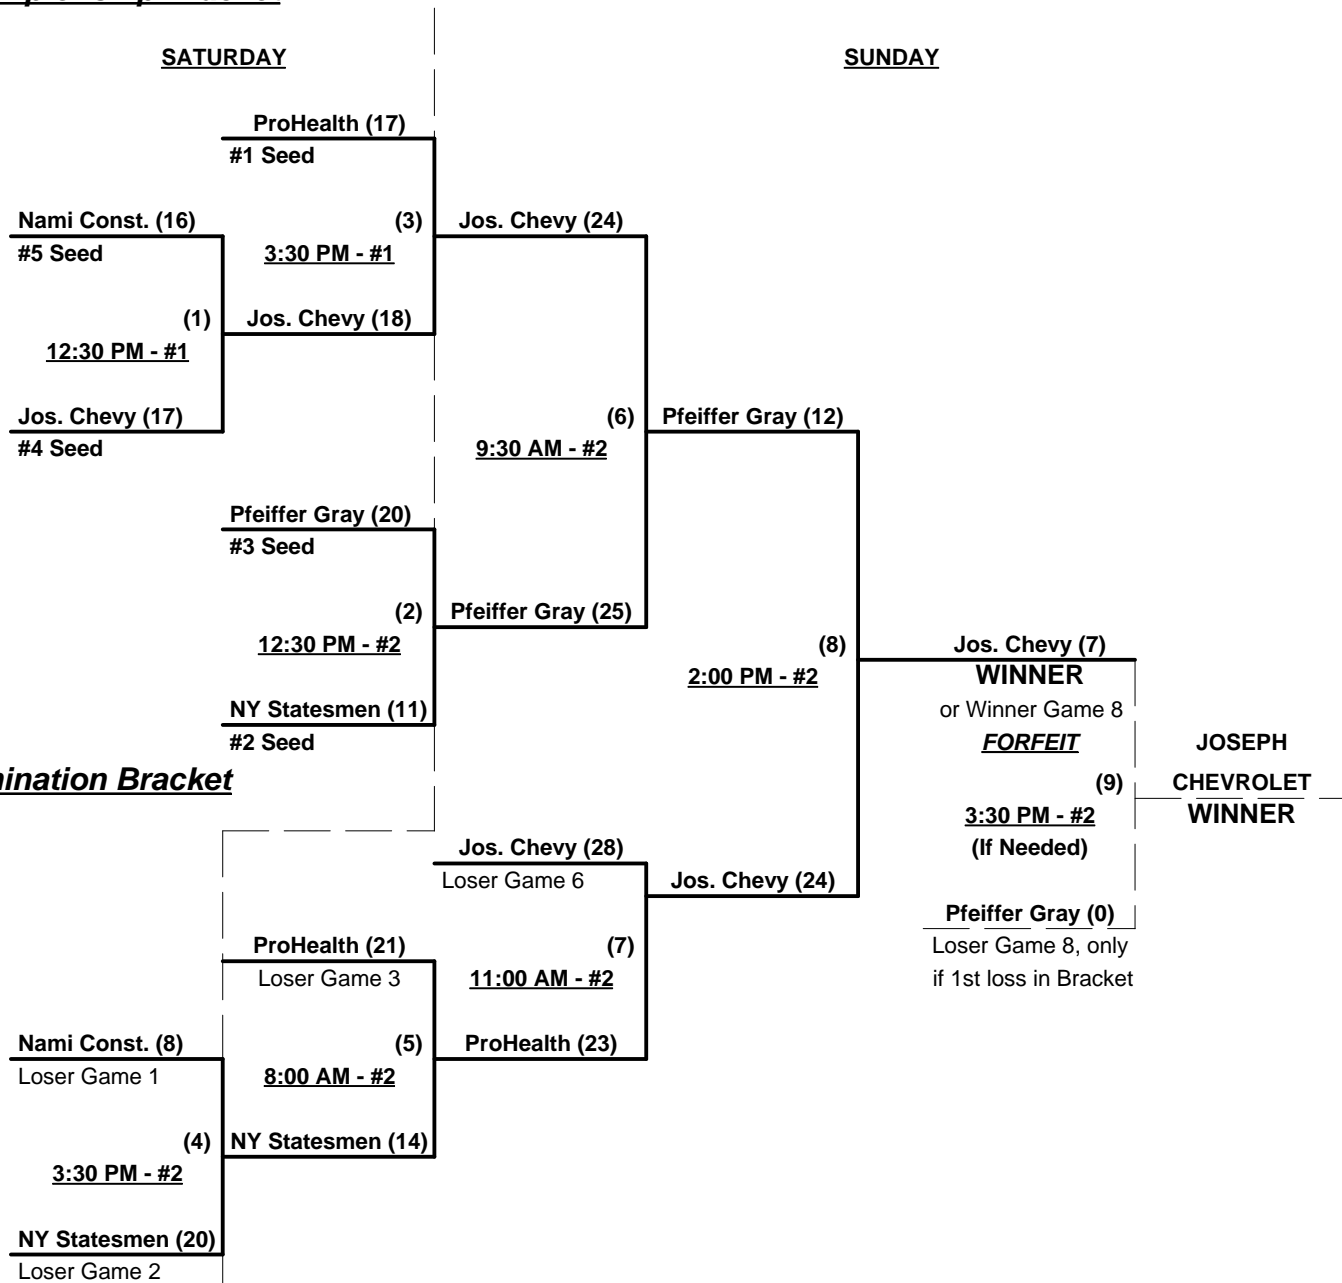 SATURDAY
SUNDAY
ProHealth (17)
#1 Seed
Nami Const. (16)
(3)
Jos. Chevy (24)
#5 Seed
3:30 PM - #1
(1)
Jos. Chevy (18)
12:30 PM - #1
Jos. Chevy (17)
(6)
Pfeiffer Gray (12)
#4 Seed
9:30 AM - #2
Pfeiffer Gray (20)
#3 Seed
(2)
Pfeiffer Gray (25)
12:30 PM - #2
(8)
Jos. Chevy (7)
2:00 PM - #2
WINNER
NY Statesmen (11)
or Winner Game 8
#2 Seed
FORFEIT
JOSEPH
Bracket
(9)
CHEVROLET
3:30 PM - #2
WINNER
(If Needed)
Jos. Chevy (28)
Loser Game 6
Jos. Chevy (24)
Pfeiffer Gray (0)
ProHealth (21)
(7)
Loser Game 8, only
Loser Game 3
11:00 AM - #2
if 1st loss in Bracket
Nami Const. (8)
(5)
ProHealth (23)
Loser Game 1
8:00 AM - #2
(4)
NY Statesmen (14)
3:30 PM - #2
NY Statesmen (20)
Loser Game 2